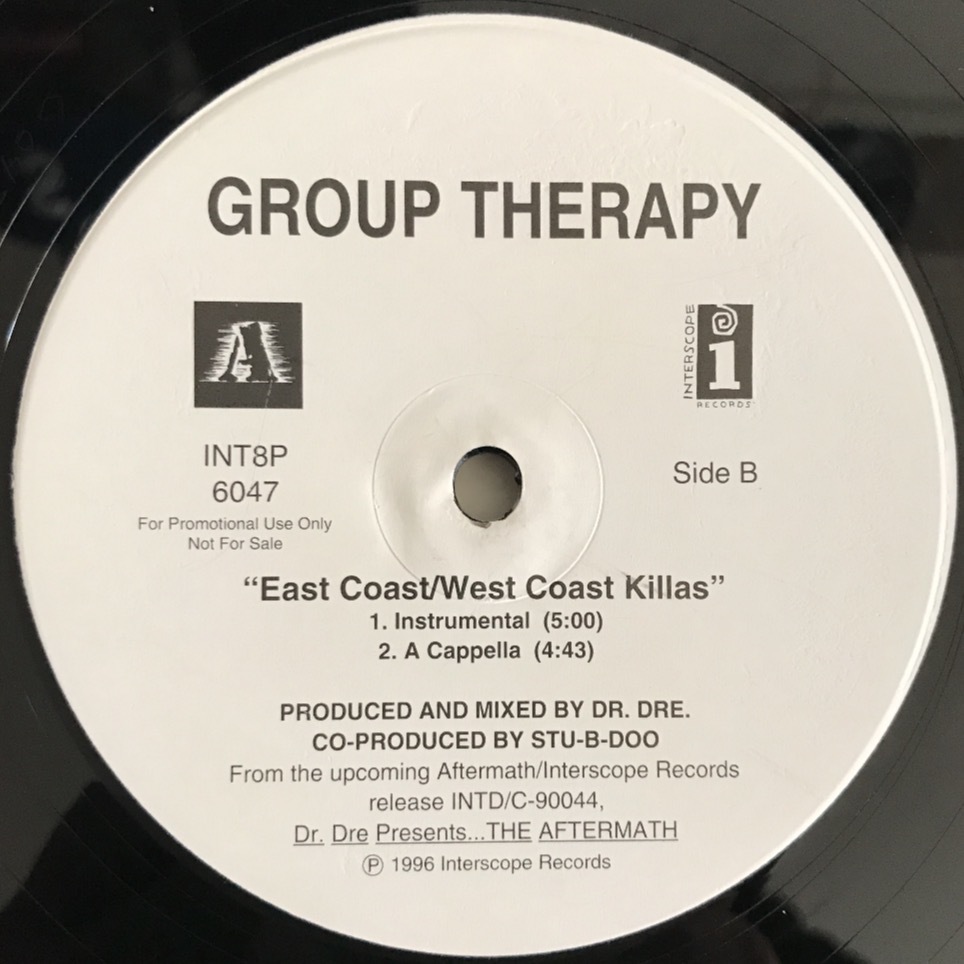 GROUP THERAPY
A
INTERSCOPE
i
RECORDS
INT8P
6047
For Promotional Use Only
Not For Sale
Side B
“East Coast/West Coast Killas”
1. Instrumental (5:00)
2. A Cappella (4:43)
PRODUCED AND MIXED BY DR. DRE.
CO-PRODUCED BY STU-B-DOO
From the upcoming Aftermath/Interscope Records
release INTD/C-90044,
Dr. Dre Presents...THE AFTERMATH
℗ 1996 Interscope Records